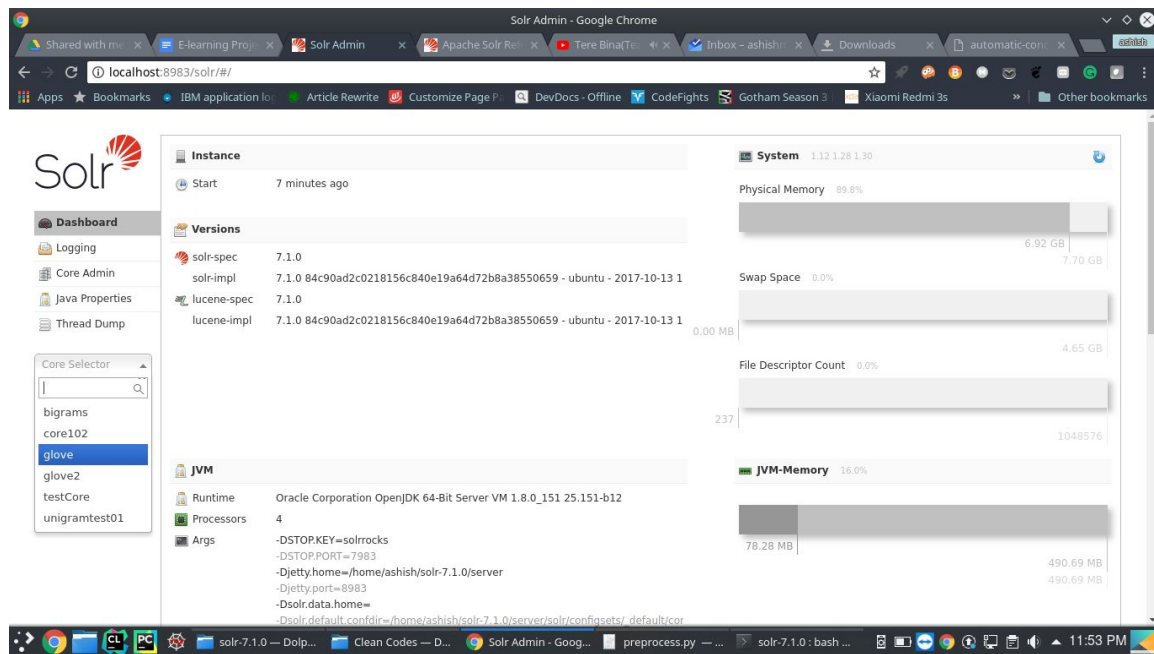 Solr Admin - Google Chrome
Shared with me
E-learning Proje
Solr Admin
Apache Solr Ref
Tere Bina(Te
Inbox – ashishr
Downloads
automatic-conc
ashish
localhost:8983/solr/#/
Apps
Bookmarks
IBM application log
Article Rewrite
Customize Page Pa
DevDocs - Offline
CodeFights
Gotham Season 3
Xiaomi Redmi 3s
»
Other bookmarks
Solr
Dashboard
Logging
Core Admin
Java Properties
Thread Dump
Core Selector
bigrams
core102
glove
glove2
testCore
unigramtest01
Instance
Start 7 minutes ago
Versions
solr-spec 7.1.0
solr-impl 7.1.0 84c90ad2c0218156c840e19a64d72b8a38550659 - ubuntu - 2017-10-13 1
lucene-spec 7.1.0
lucene-impl 7.1.0 84c90ad2c0218156c840e19a64d72b8a38550659 - ubuntu - 2017-10-13 1
JVM
Runtime Oracle Corporation OpenJDK 64-Bit Server VM 1.8.0_151 25.151-b12
Processors 4
Args -DSTOP.KEY=solrrocks
-DSTOP.PORT=7983
-Djetty.home=/home/ashish/solr-7.1.0/server
-Djetty.port=8983
-Dsolr.data.home=
-Dsolr.default.confdir=/home/ashish/solr-7.1.0/server/solr/configsets/_default/cor
System 1.12 1.28 1.30
Physical Memory 89.8%
6.92 GB
7.70 GB
Swap Space 0.0%
0.00 MB
4.65 GB
File Descriptor Count 0.0%
237
1048576
JVM-Memory 16.0%
78.28 MB
490.69 MB
490.69 MB
CL
PC
solr-7.1.0 — Dolp...
Clean Codes — D...
Solr Admin - Goog...
preprocess.py — ...
solr-7.1.0 : bash ...
11:53 PM